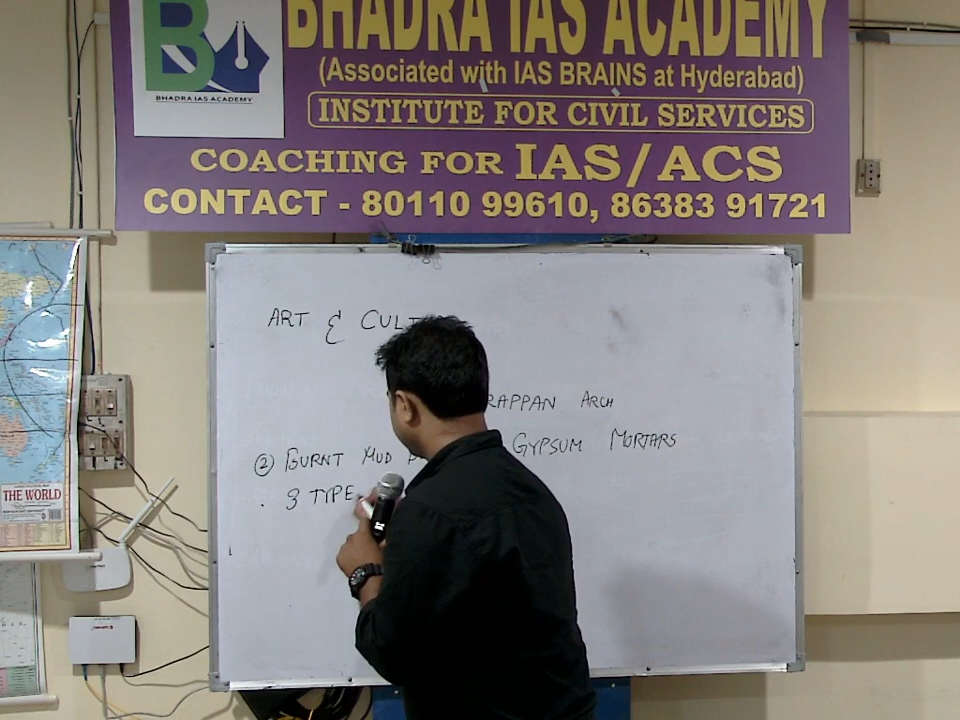 BHADRA IAS ACADEMY
BHADRA IAS ACADEMY
(Associated with IAS BRAINS at Hyderabad)
INSTITUTE FOR CIVIL SERVICES
COACHING FOR IAS/ACS
CONTACT - 80110 99610, 86383 91721
ART & CULT
RAPPAN ARCH
② BURNT MUD GYPSUM MORTARS
. 3 TYPE
THE WORLD